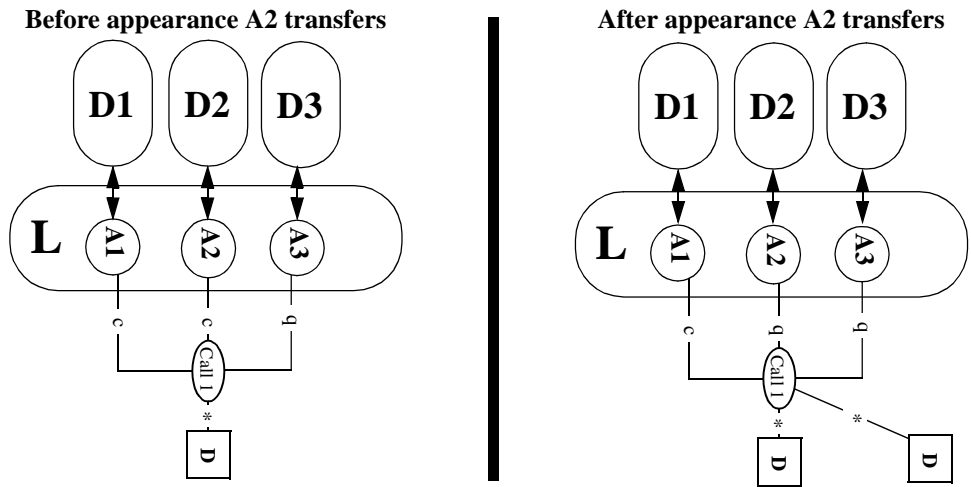 Before appearance A2 transfers
After appearance A2 transfers
D1 D2 D3
D1 D2 D3
L A1 A2 A3
L A1 A2 A3
c c q
c q q
Call 1
Call 1
*
* *
D
D D